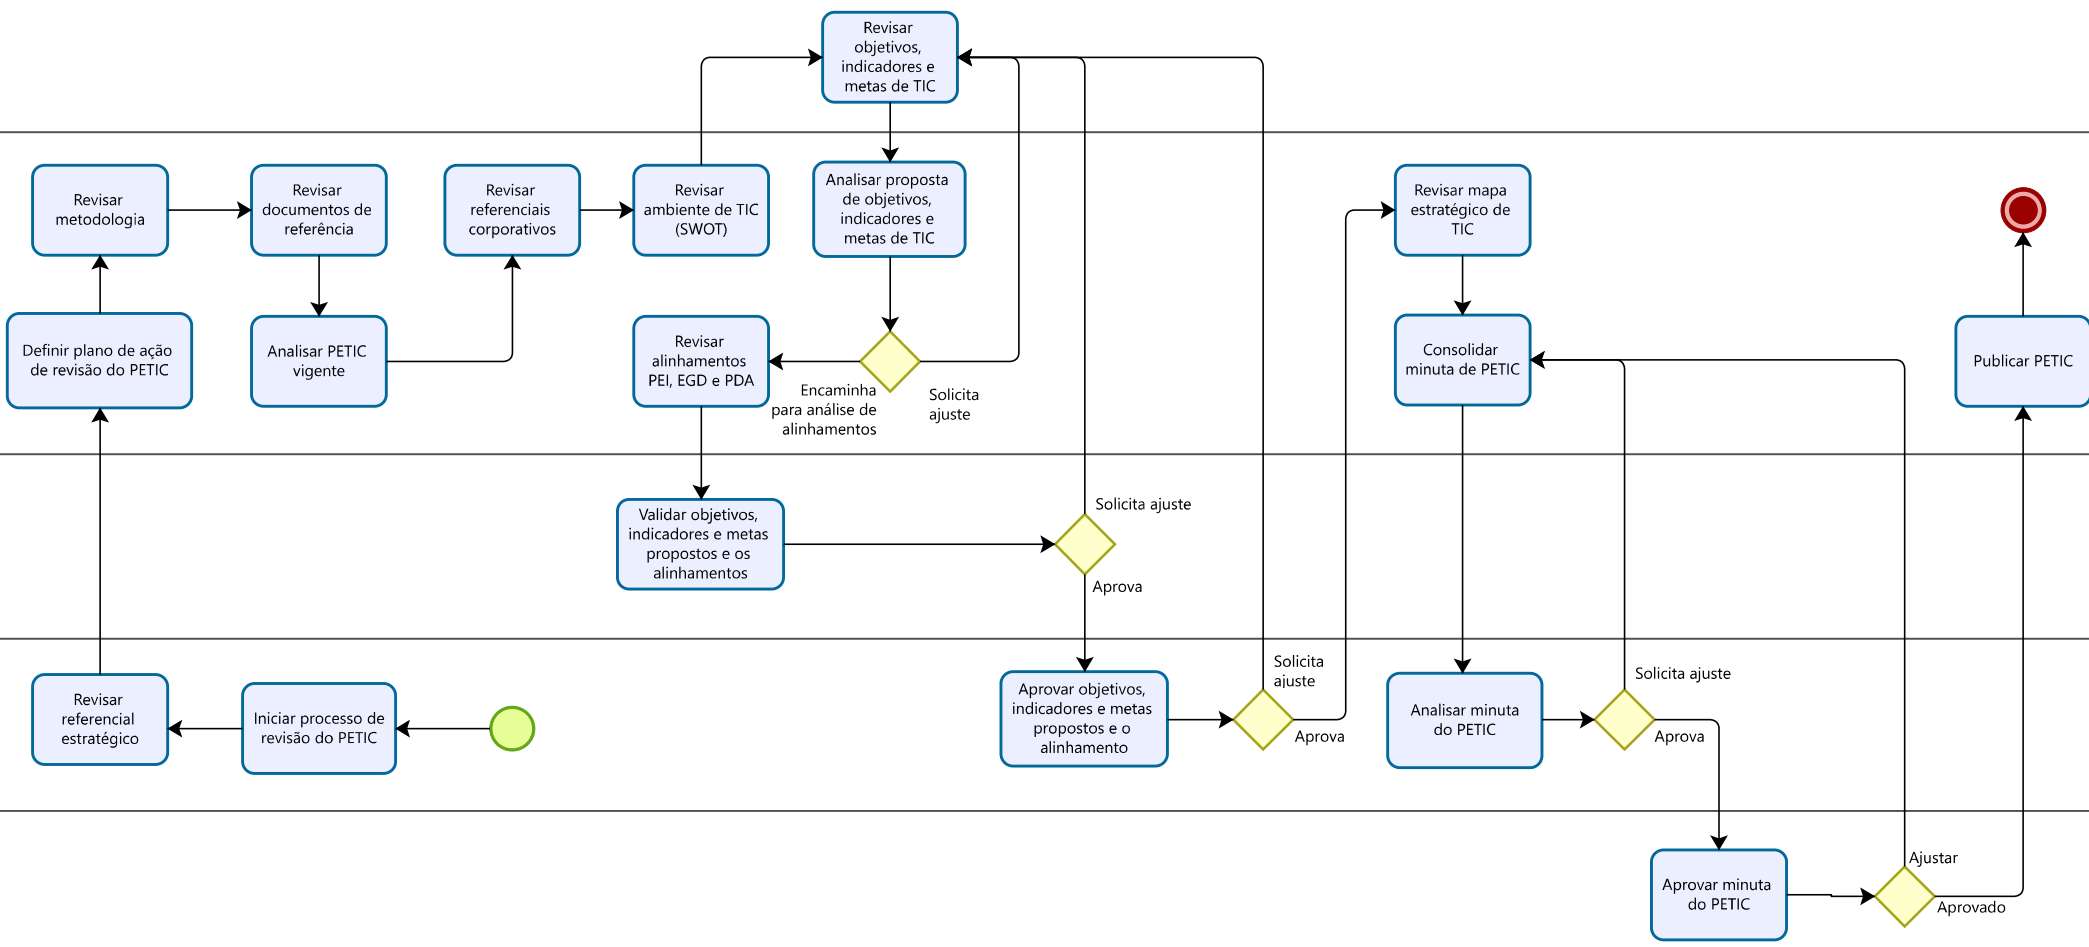 Revisar
objetivos,
indicadores e
metas de TIC
Revisar
metodologia
Revisar
documentos de
referência
Revisar
referenciais
corporativos
Revisar
ambiente de TIC
(SWOT)
Analisar proposta
de objetivos,
indicadores e
metas de TIC
Revisar mapa
estratégico de
TIC
Definir plano de ação
de revisão do PETIC
Analisar PETIC
vigente
Revisar
alinhamentos
PEI, EGD e PDA
Encaminha
para análise de
alinhamentos
Solicita
ajuste
Consolidar
minuta de PETIC
Publicar PETIC
Validar objetivos,
indicadores e metas
propostos e os
alinhamentos
Solicita ajuste
Aprova
Revisar
referencial
estratégico
Iniciar processo de
revisão do PETIC
Aprovar objetivos,
indicadores e metas
propostos e o
alinhamento
Solicita
ajuste
Aprova
Analisar minuta
do PETIC
Solicita ajuste
Aprova
Aprovar minuta
do PETIC
Ajustar
Aprovado